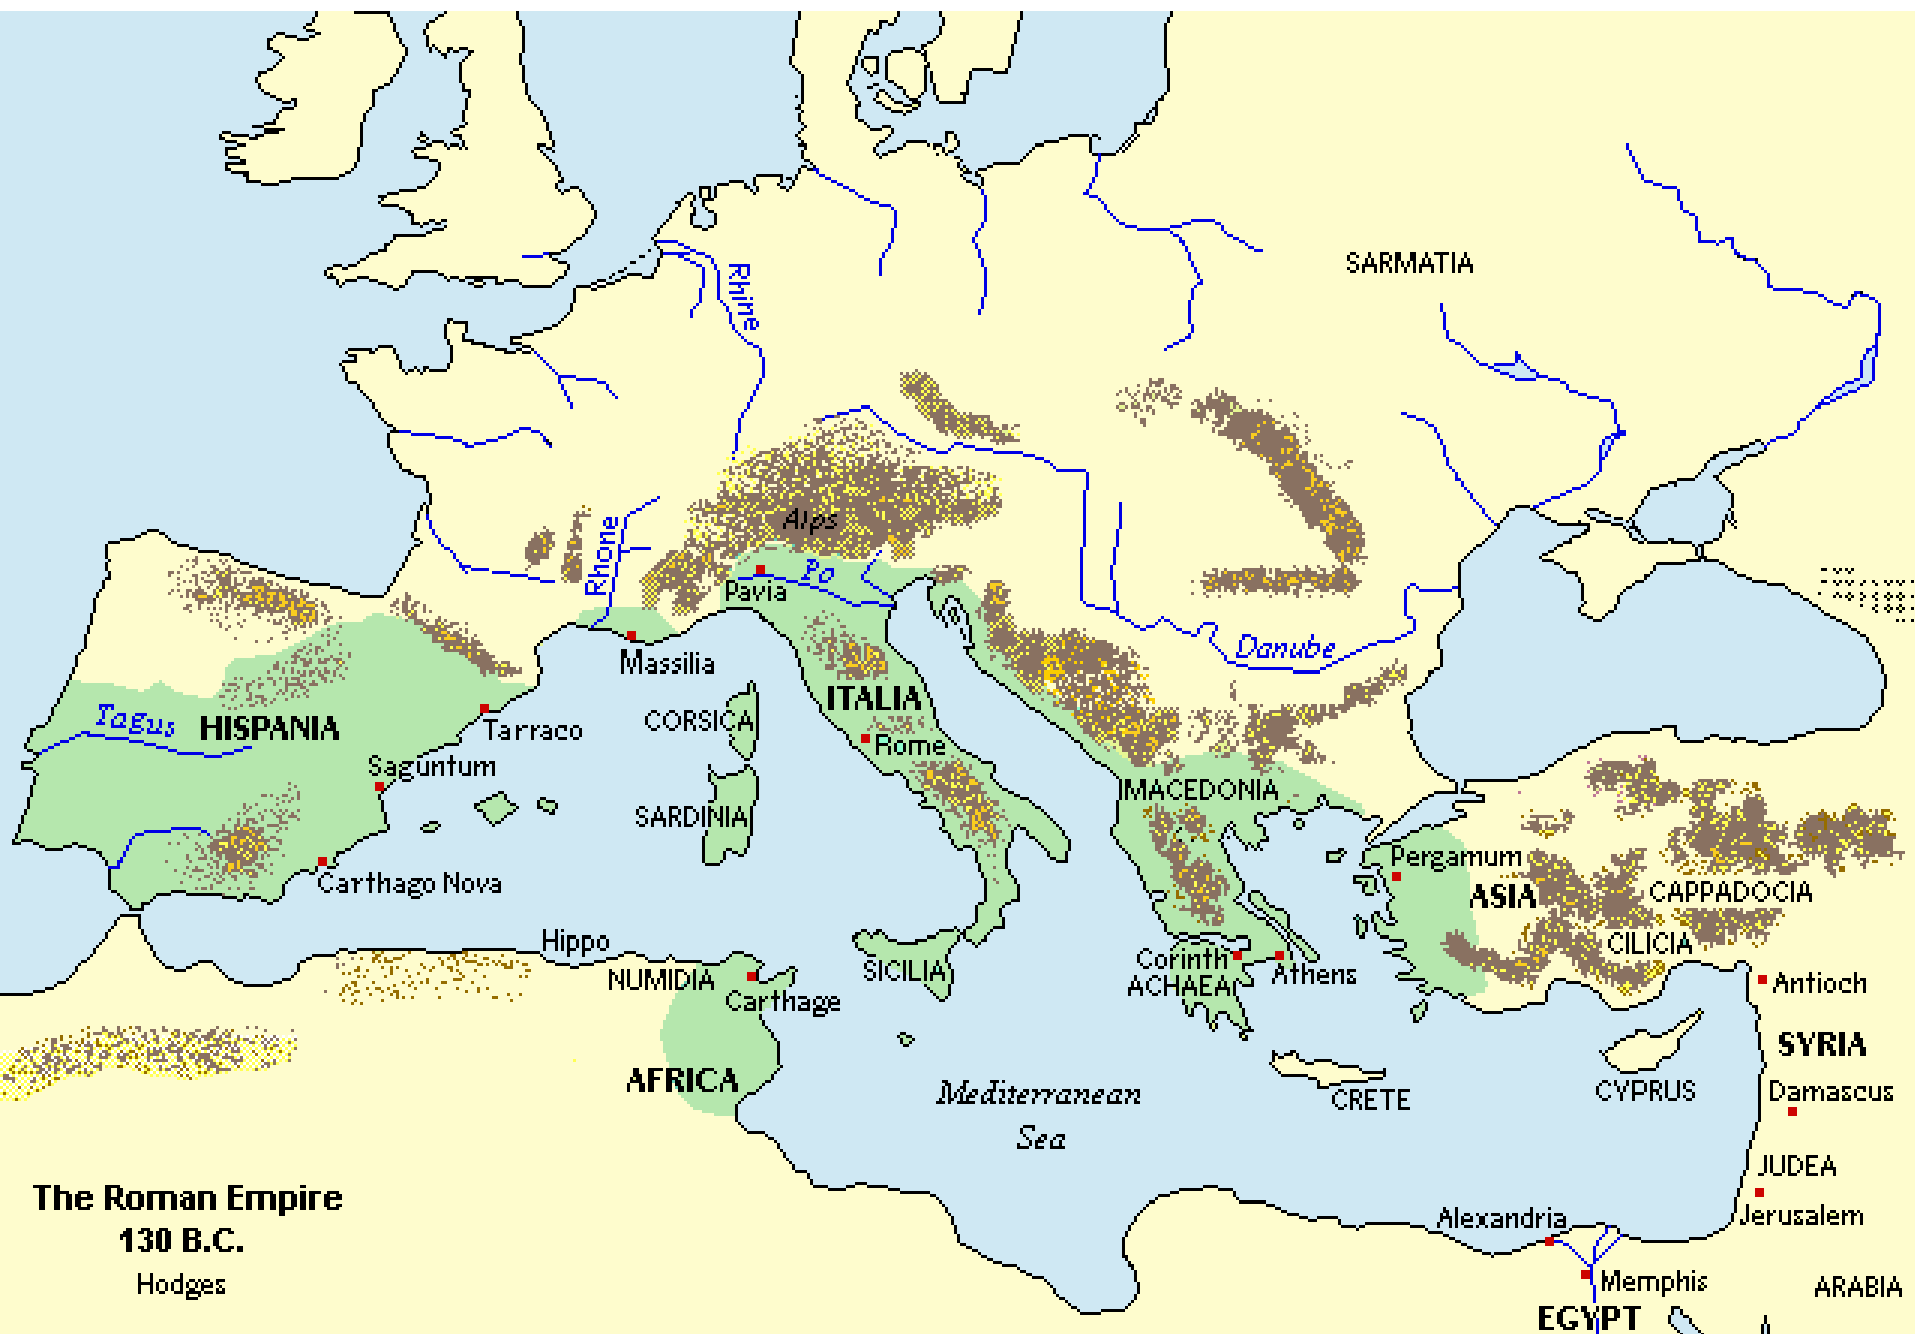 SARMATIA
Rhine
Alps
Rhone
Po
Pavia
Danube
Massilia
ITALIA
CORSICA
Tagus
HISPANIA
Tarraco
Rome
Saguntum
IMACEDONIA
SARDINIA
Pergamum
Carthago Nova
ASIA
CAPPADOCIA
Hippo
CILICIA
NUMIDIA
SICILIA
Corinth
Athens
ACHAEA
Antioch
Carthage
SYRIA
AFRICA
Mediterranean
Sea
CRETE
CYPRUS
Damascus
JUDEA
The Roman Empire
130 B.C.
Hodges
Alexandria
Jerusalem
Memphis
ARABIA
EGYPT